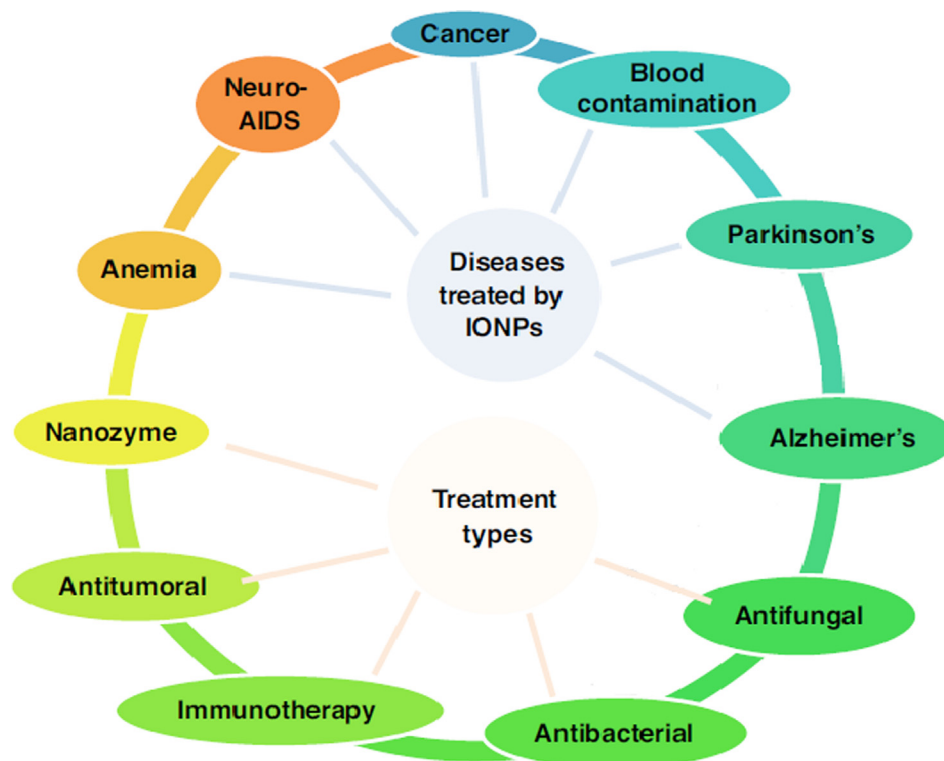 Cancer
Blood
contamination
Neuro-
AIDS
Parkinson's
Anemia
Diseases
treated by
IONPs
Nanozyme
Alzheimer's
Treatment
types
Antitumoral
Antifungal
Immunotherapy
Antibacterial